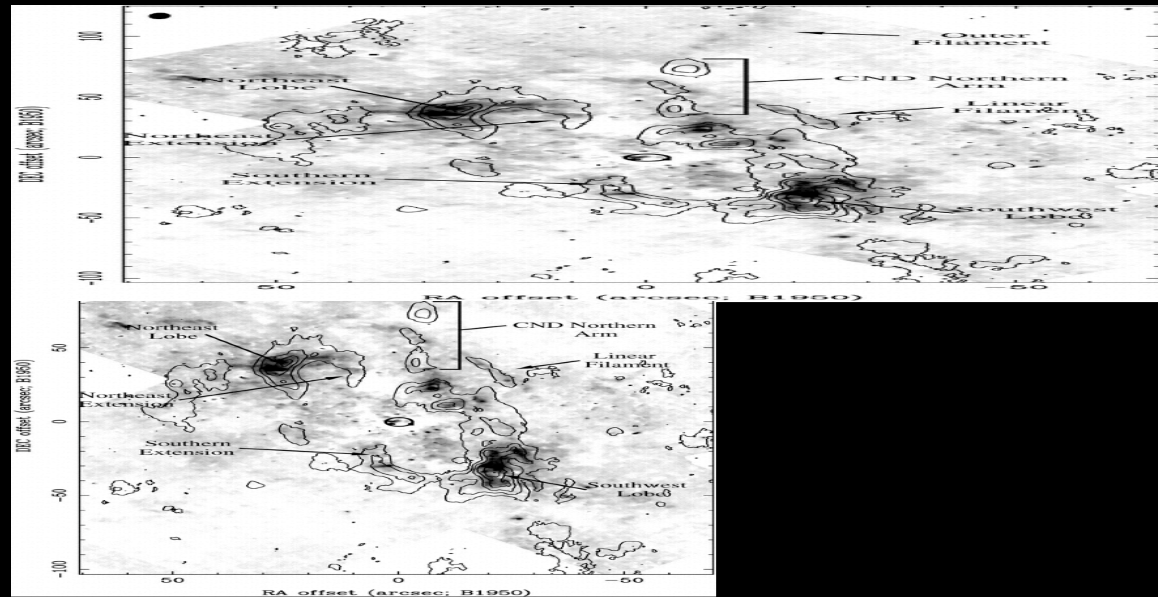 Outer
Filament
100
Northeast
Lobe
CND Northern
Arm
50
Linear
Filament
Northeast
Extension
DEC offset (arcsec; B1950)
0
Southern
Extension
-50
Southwest
Lobe
-100
50
0
-50
RA offset (arcsec; B1950)
Northeast
Lobe
CND Northern
Arm
50
Linear
Filament
Northeast
Extension
DEC offset (arcsec; B1950)
0
Southern
Extension
-50
Southwest
Lobe
-100
50
0
-50
RA offset (arcsec; B1950)